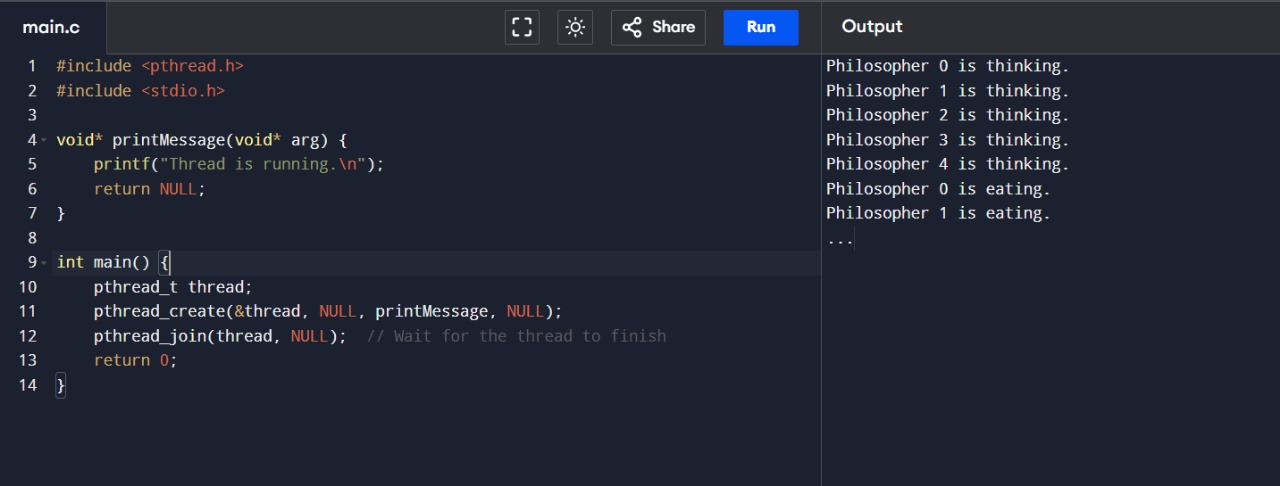 main.c
Share
Run
Output
1 #include <pthread.h>
2 #include <stdio.h>
3
4 void* printMessage(void* arg) {
5     printf("Thread is running.\n");
6     return NULL;
7 }
8
9 int main() {
10     pthread_t thread;
11     pthread_create(&thread, NULL, printMessage, NULL);
12     pthread_join(thread, NULL);  // Wait for the thread to finish
13     return 0;
14 }
Philosopher 0 is thinking.
Philosopher 1 is thinking.
Philosopher 2 is thinking.
Philosopher 3 is thinking.
Philosopher 4 is thinking.
Philosopher 0 is eating.
Philosopher 1 is eating.
...